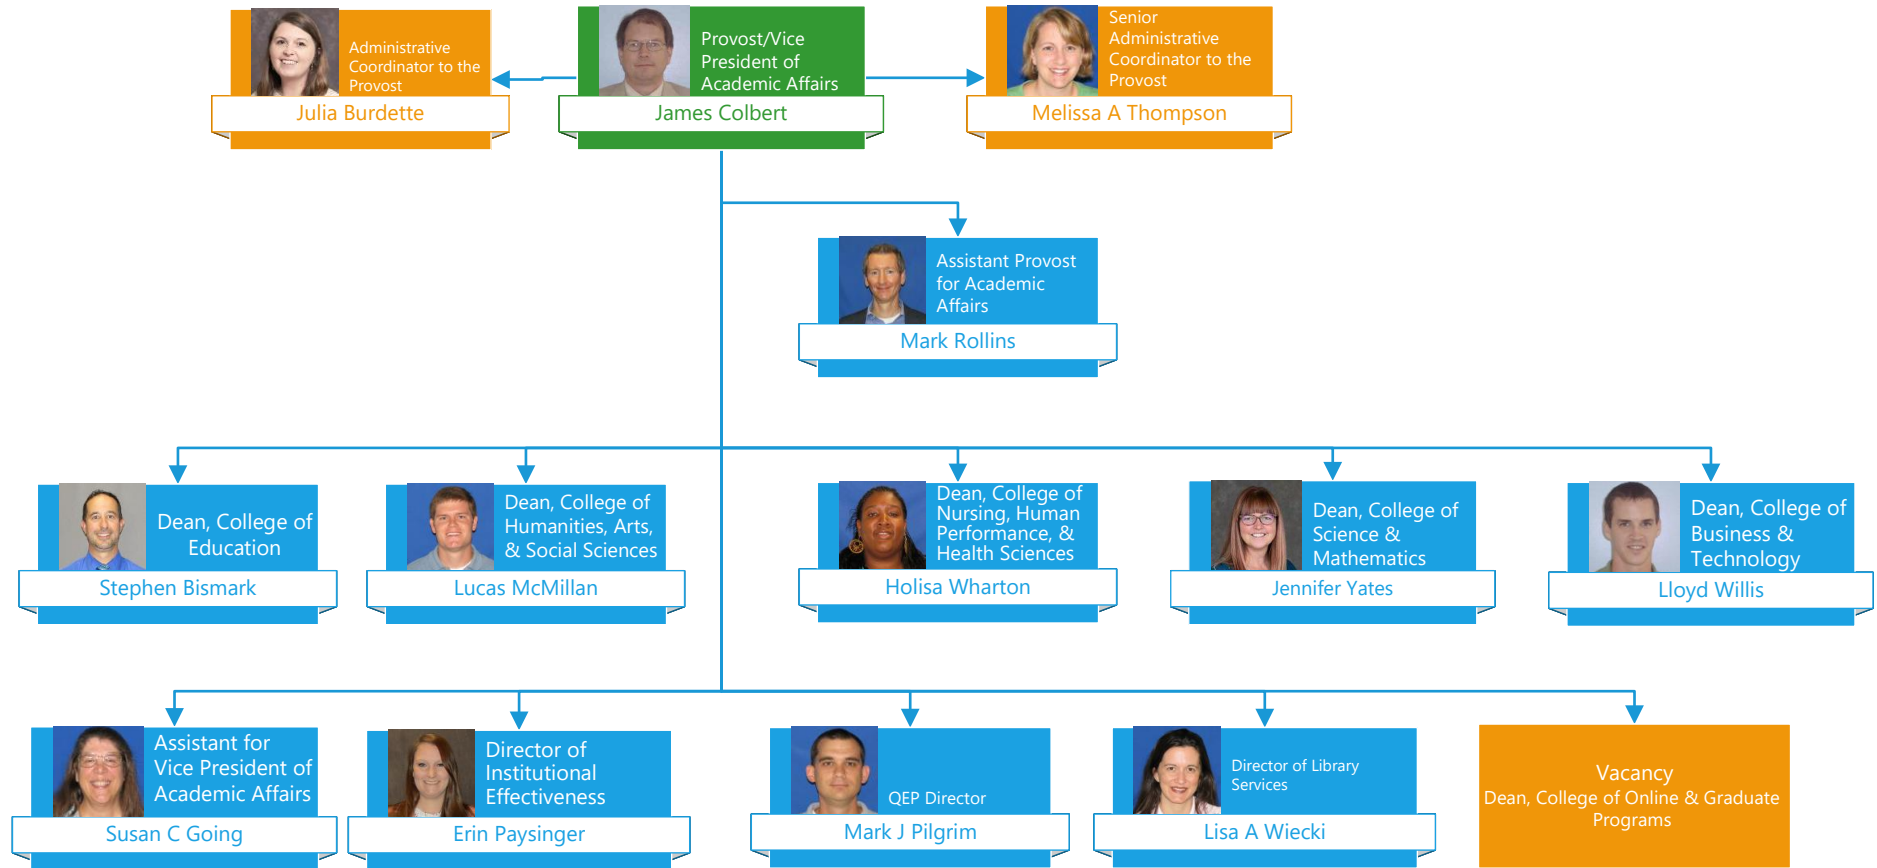 Administrative
Coordinator to the
Provost
Julia Burdette
Provost/Vice
President of
Academic Affairs
James Colbert
Senior
Administrative
Coordinator to the
Provost
Melissa A Thompson
Assistant Provost
for Academic
Affairs
Mark Rollins
Dean, College of
Education
Stephen Bismark
Dean, College of
Humanities, Arts,
& Social Sciences
Lucas McMillan
Dean, College of
Nursing, Human
Performance, &
Health Sciences
Holisa Wharton
Dean, College of
Science &
Mathematics
Jennifer Yates
Dean, College of
Business &
Technology
Lloyd Willis
Assistant for
Vice President of
Academic Affairs
Susan C Going
Director of
Institutional
Effectiveness
Erin Paysinger
QEP Director
Mark J Pilgrim
Director of Library
Services
Lisa A Wiecki
Vacancy
Dean, College of Online & Graduate
Programs